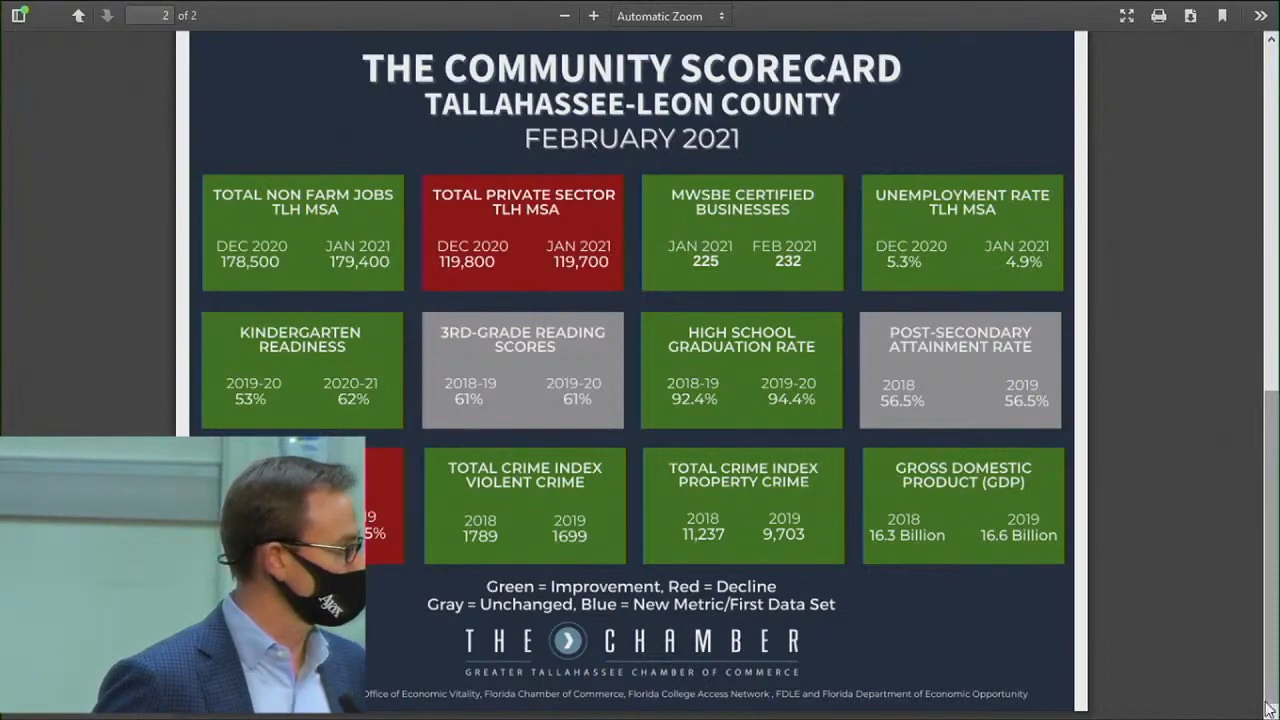 2 of 2
Automatic Zoom
THE COMMUNITY SCORECARD
TALLAHASSEE-LEON COUNTY
FEBRUARY 2021
TOTAL NON FARM JOBS
TLH MSA
DEC 2020 JAN 2021
178,500 179,400
TOTAL PRIVATE SECTOR
TLH MSA
DEC 2020 JAN 2021
119,800 119,700
MWSBE CERTIFIED
BUSINESSES
JAN 2021 FEB 2021
225 232
UNEMPLOYMENT RATE
TLH MSA
DEC 2020 JAN 2021
5.3% 4.9%
KINDERGARTEN
READINESS
2019-20 2020-21
53% 62%
3RD-GRADE READING
SCORES
2018-19 2019-20
61% 61%
HIGH SCHOOL
GRADUATION RATE
2018-19 2019-20
92.4% 94.4%
POST-SECONDARY
ATTAINMENT RATE
2018 2019
56.5% 56.5%
9
5%
TOTAL CRIME INDEX
VIOLENT CRIME
2018 2019
1789 1699
TOTAL CRIME INDEX
PROPERTY CRIME
2018 2019
11,237 9,703
GROSS DOMESTIC
PRODUCT (GDP)
2018 2019
16.3 Billion 16.6 Billion
Green = Improvement, Red = Decline
Gray = Unchanged, Blue = New Metric/First Data Set
THE CHAMBER
GREATER TALLAHASSEE CHAMBER OF COMMERCE
Office of Economic Vitality, Florida Chamber of Commerce, Florida College Access Network , FDLE and Florida Department of Economic Opportunity
Ajax